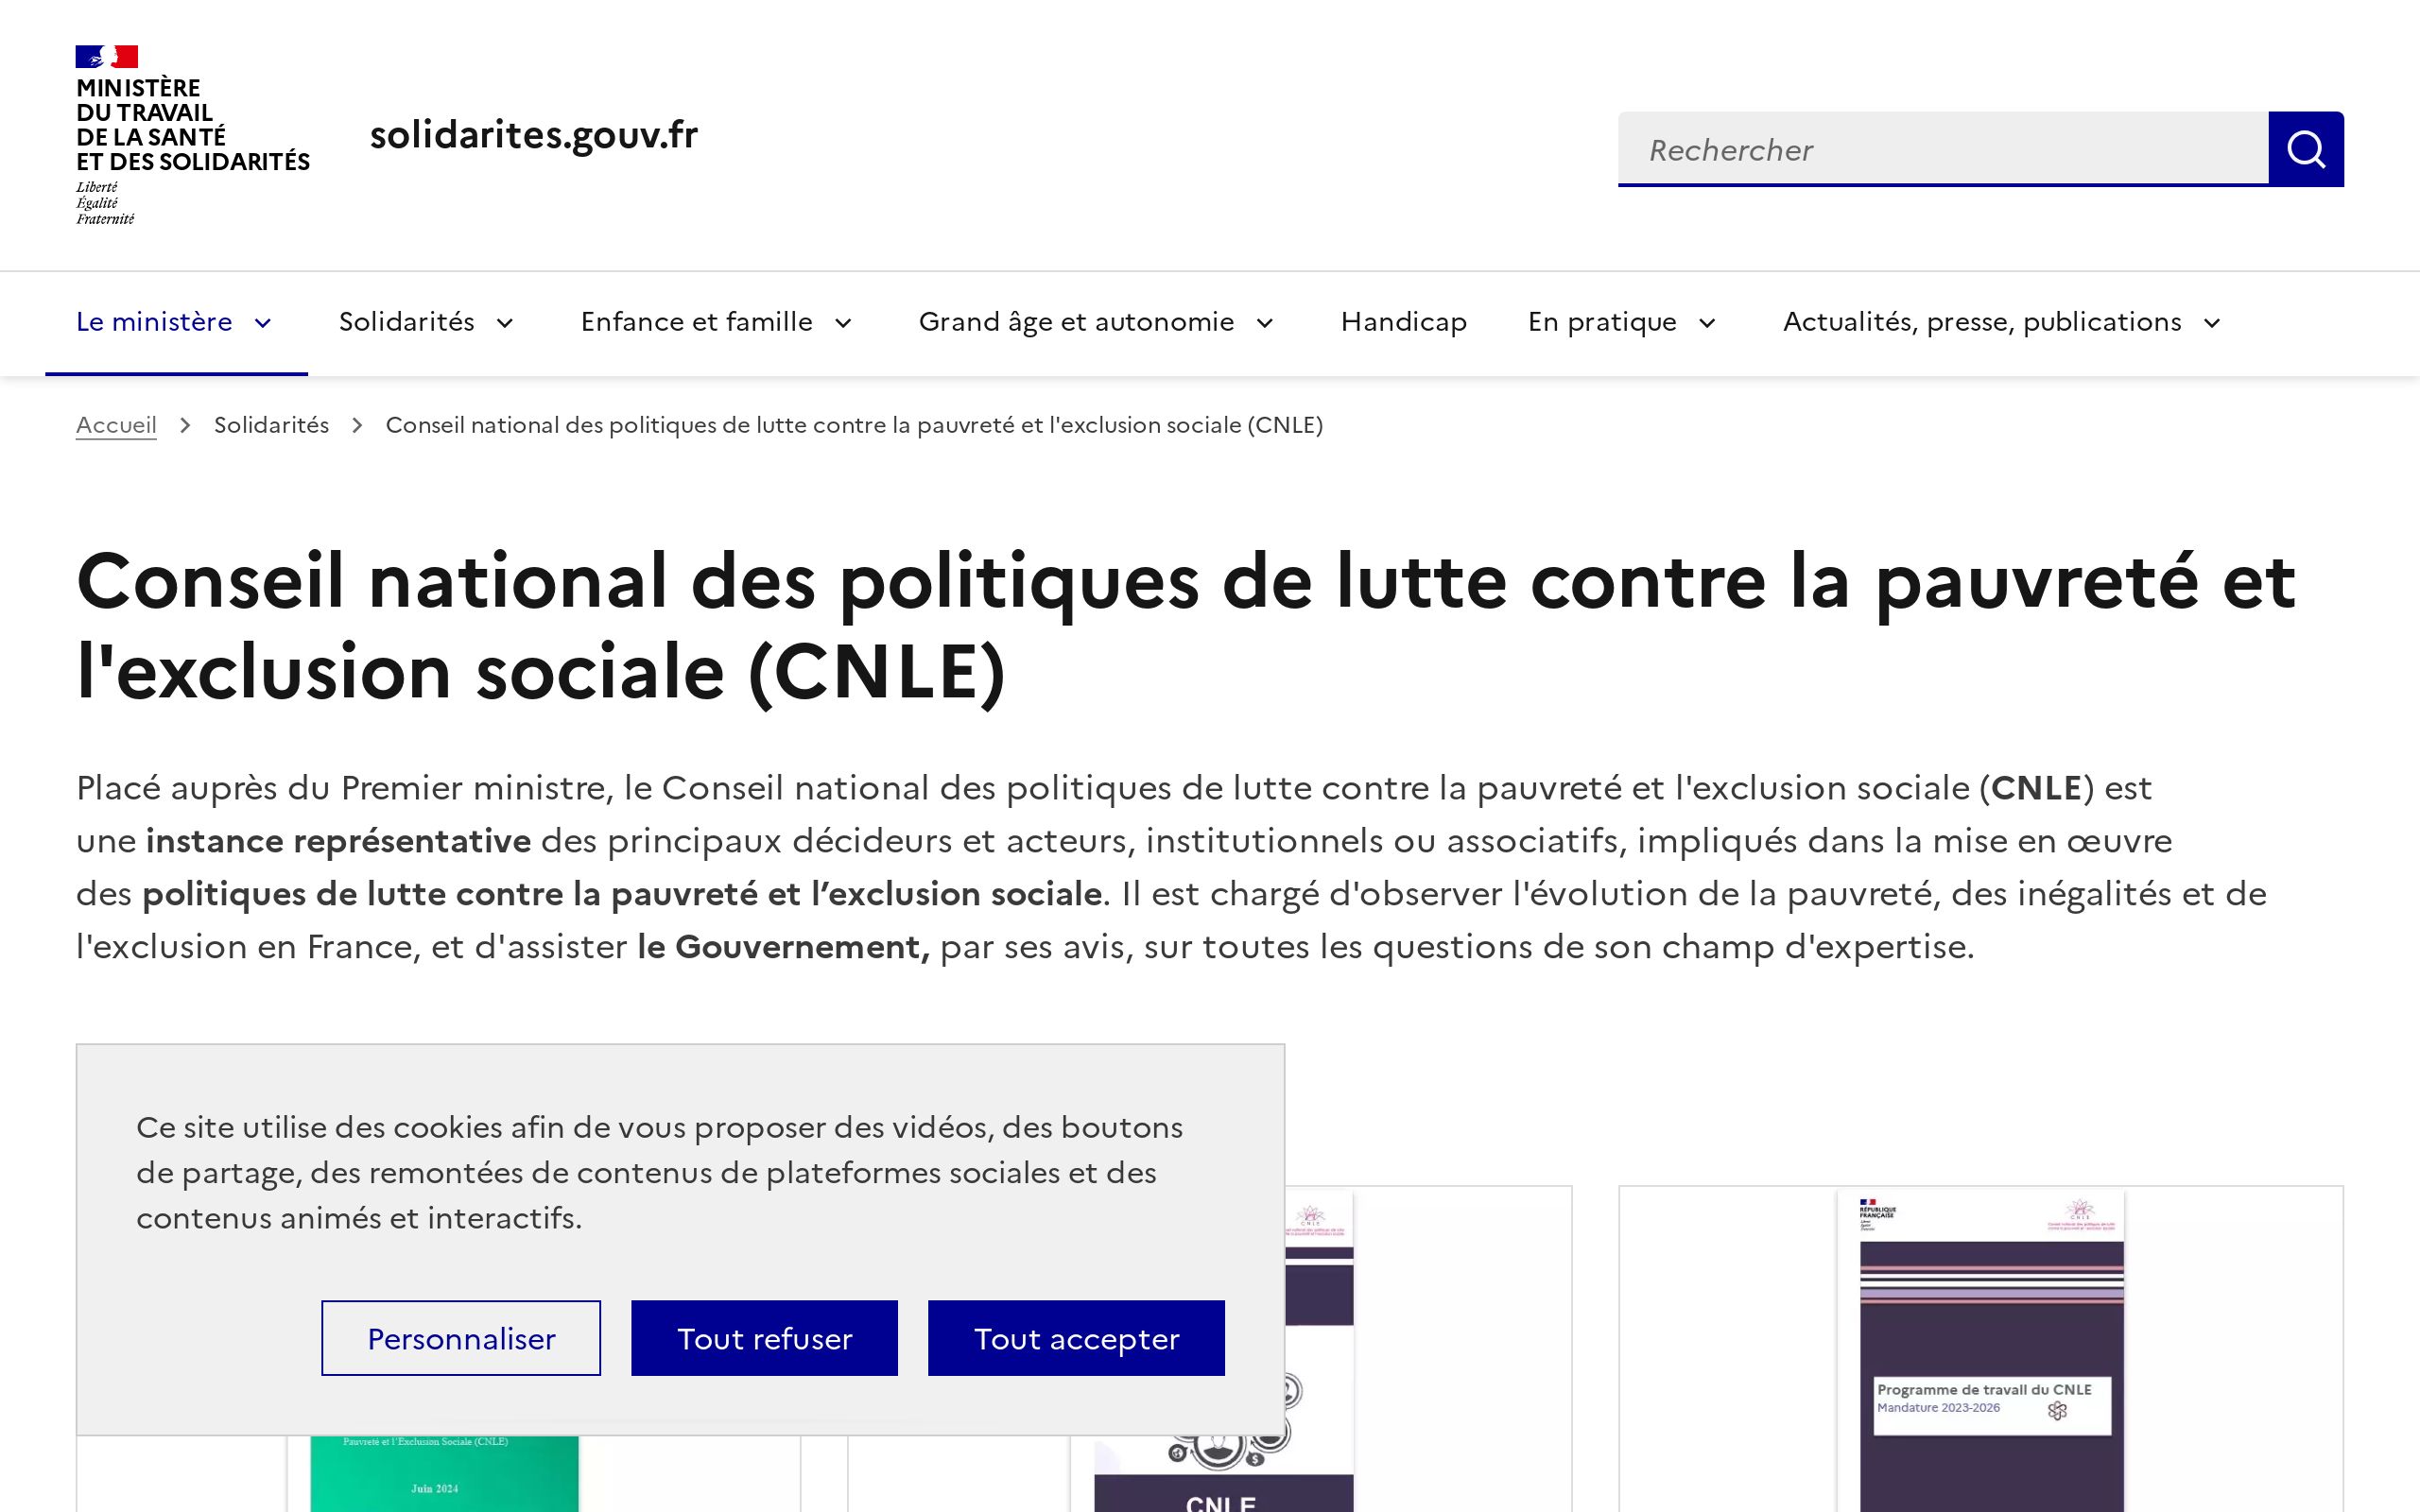 MINISTÈRE
DU TRAVAIL
DE LA SANTÉ
ET DES SOLIDARITÉS
Liberté
Égalité
Fraternité
solidarites.gouv.fr
Rechercher
Le ministère
Solidarités
Enfance et famille
Grand âge et autonomie
Handicap
En pratique
Actualités, presse, publications
Accueil
Solidarités
Conseil national des politiques de lutte contre la pauvreté et l'exclusion sociale (CNLE)
Conseil national des politiques de lutte contre la pauvreté et
l'exclusion sociale (CNLE)
Placé auprès du Premier ministre, le Conseil national des politiques de lutte contre la pauvreté et l'exclusion sociale (CNLE) est
une instance représentative des principaux décideurs et acteurs, institutionnels ou associatifs, impliqués dans la mise en œuvre
des politiques de lutte contre la pauvreté et l’exclusion sociale. Il est chargé d'observer l'évolution de la pauvreté, des inégalités et de
l'exclusion en France, et d'assister le Gouvernement, par ses avis, sur toutes les questions de son champ d'expertise.
Ce site utilise des cookies afin de vous proposer des vidéos, des boutons
de partage, des remontées de contenus de plateformes sociales et des
contenus animés et interactifs.
Personnaliser
Tout refuser
Tout accepter
Pauvreté et l'Exclusion Sociale (CNLE)
Juin 2024
CNLE
CNLE
RÉPUBLIQUE
FRANÇAISE
CNLE
Programme de travail du CNLE
Mandature 2023-2026